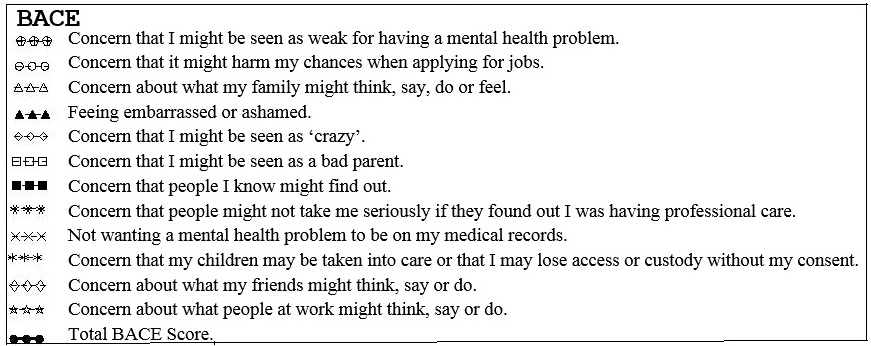 BACE
Concern that I might be seen as weak for having a mental health problem.
Concern that it might harm my chances when applying for jobs.
Concern about what my family might think, say, do or feel.
Feeing embarrassed or ashamed.
Concern that I might be seen as ‘crazy’.
Concern that I might be seen as a bad parent.
Concern that people I know might find out.
Concern that people might not take me seriously if they found out I was having professional care.
Not wanting a mental health problem to be on my medical records.
Concern that my children may be taken into care or that I may lose access or custody without my consent.
Concern about what my friends might think, say or do.
Concern about what people at work might think, say or do.
Total BACE Score.